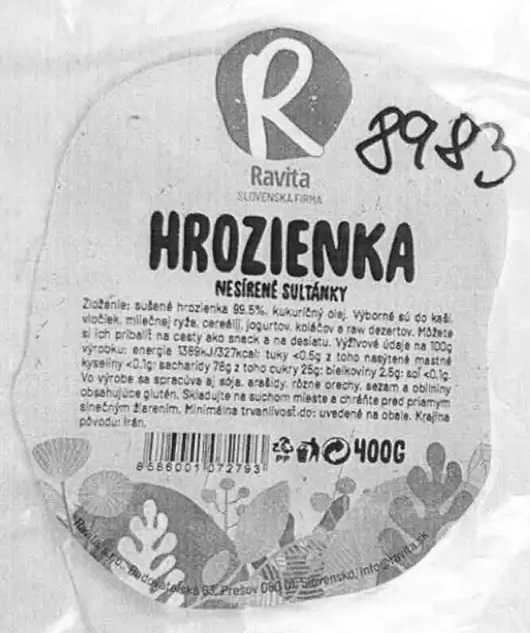 R
8983
Ravita
SLOVENSKÁ FIRMA
HROZIENKA
NESÍRENÉ SULTÁNKY
Zloženie: sušené hrozienka 99.5%, kukuričný olej. Výborné sú do kaší,
vločiek, mliečnej ryže, cereálií, jogurtov, koláčov a raw dezertov. Môžete
si ich pribaliť na cesty ako snack a na desiatu. Výživové údaje na 100g
výrobku: energia 1389kJ/327kcal; tuky <0.5g z toho nasýtené mastné
kyseliny <0.1g; sacharidy 78g z toho cukry 25g; bielkoviny 2.5g; soľ <0.1g.
Vo výrobe sa spracúva aj sója, arašidy, rôzne orechy, sezam a obilniny
obsahujúce glutén. Skladujte na suchom mieste a chráňte pred priamym
slnečným žiarením. Minimálna trvanlivosť do: uvedené na obale. Krajina
pôvodu: Irán.
8586001072793
PP
400G
Ravita s.r.o., Budovateľská 63, Prešov 080 01, Slovensko, info@ravita.sk